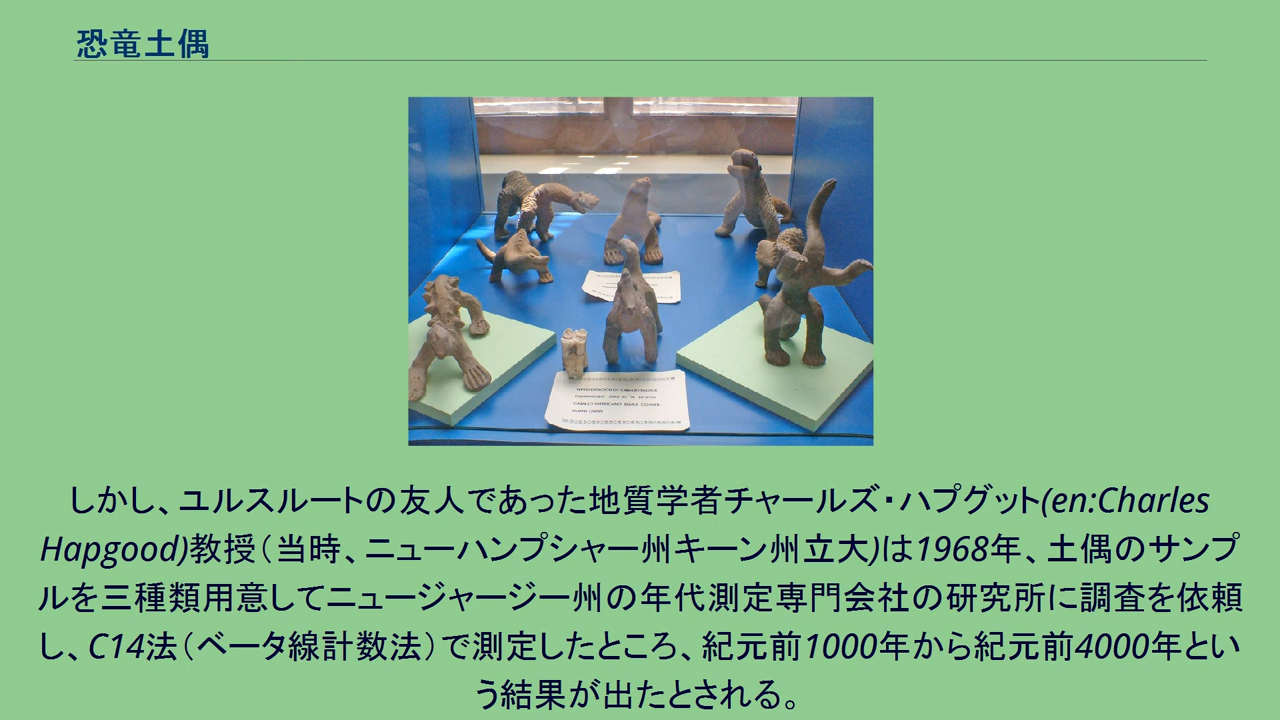 恐竜土偶
REPRESENTACION DE CABALLO SALVAJE
CABALLO AMERICANO
しかし、ユルスルートの友人であった地質学者チャールズ・ハプグット(en:Charles
Hapgood)教授（当時、ニューハンプシャー州キーン州立大)は1968年、土偶のサンプ
ルを三種類用意してニュージャージー州の年代測定専門会社の研究所に調査を依頼
し、C14法（ベータ線計数法）で測定したところ、紀元前1000年から紀元前4000年とい
う結果が出たとされる。